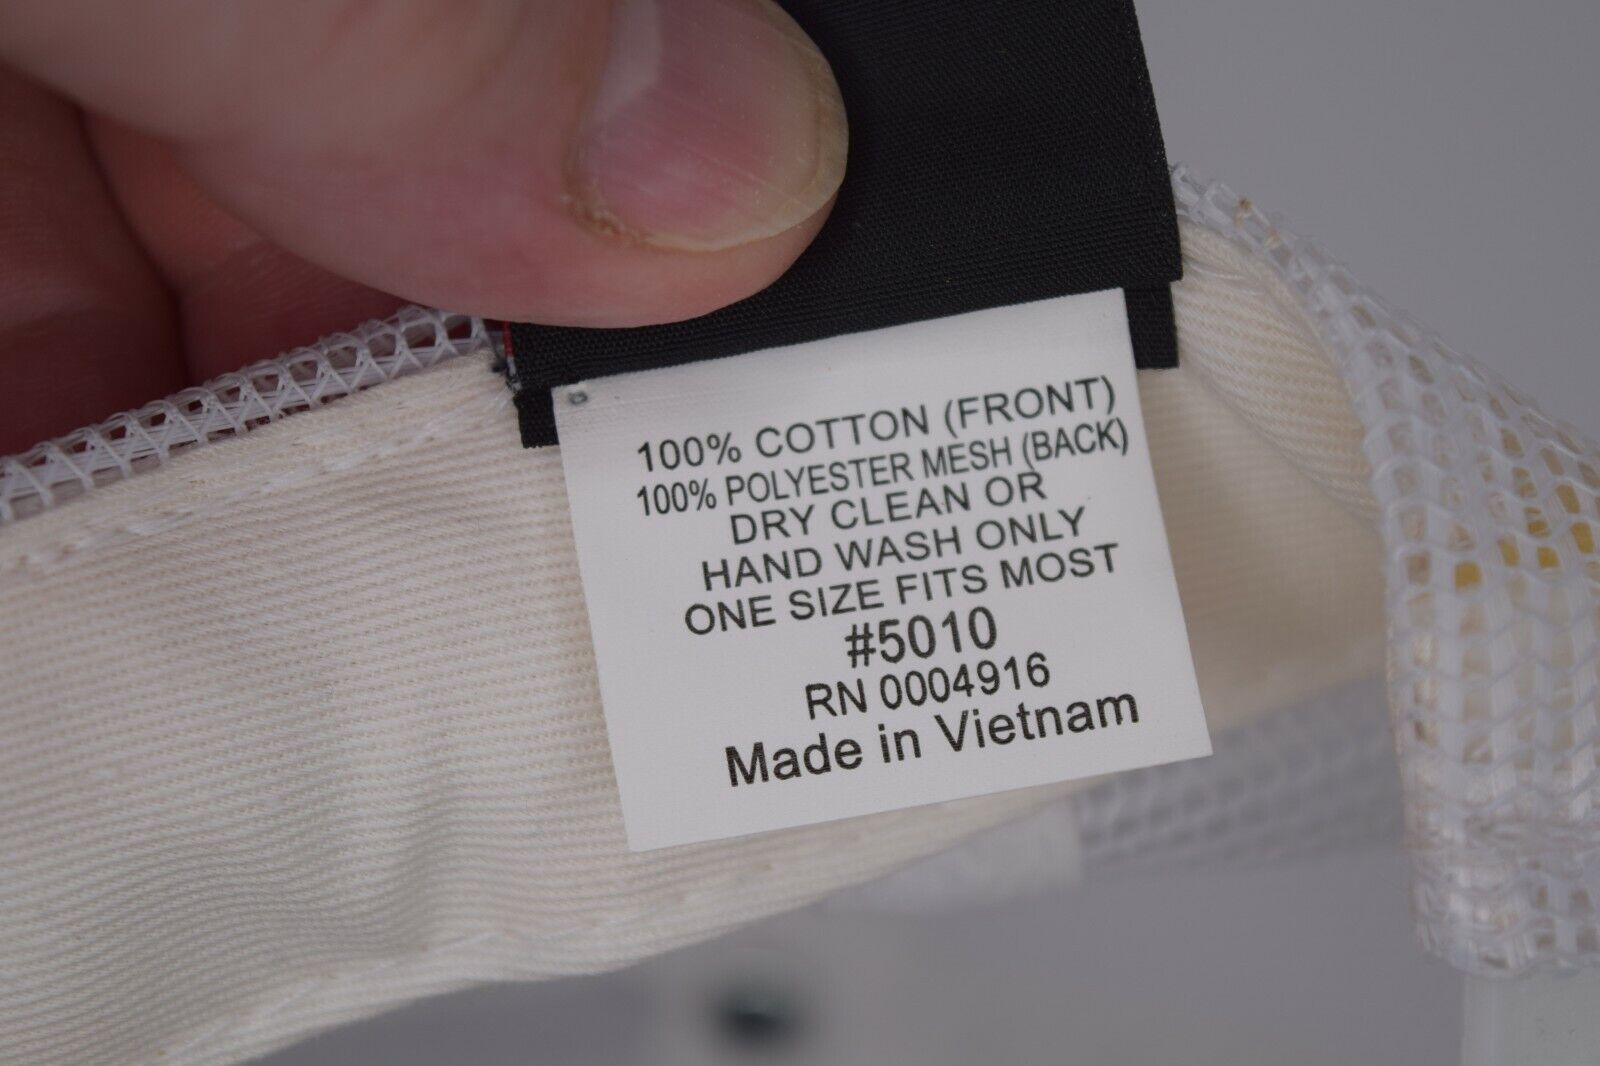 100% COTTON (FRONT)
100% POLYESTER MESH (BACK)
DRY CLEAN OR
HAND WASH ONLY
ONE SIZE FITS MOST
#5010
RN 0004916
Made in Vietnam